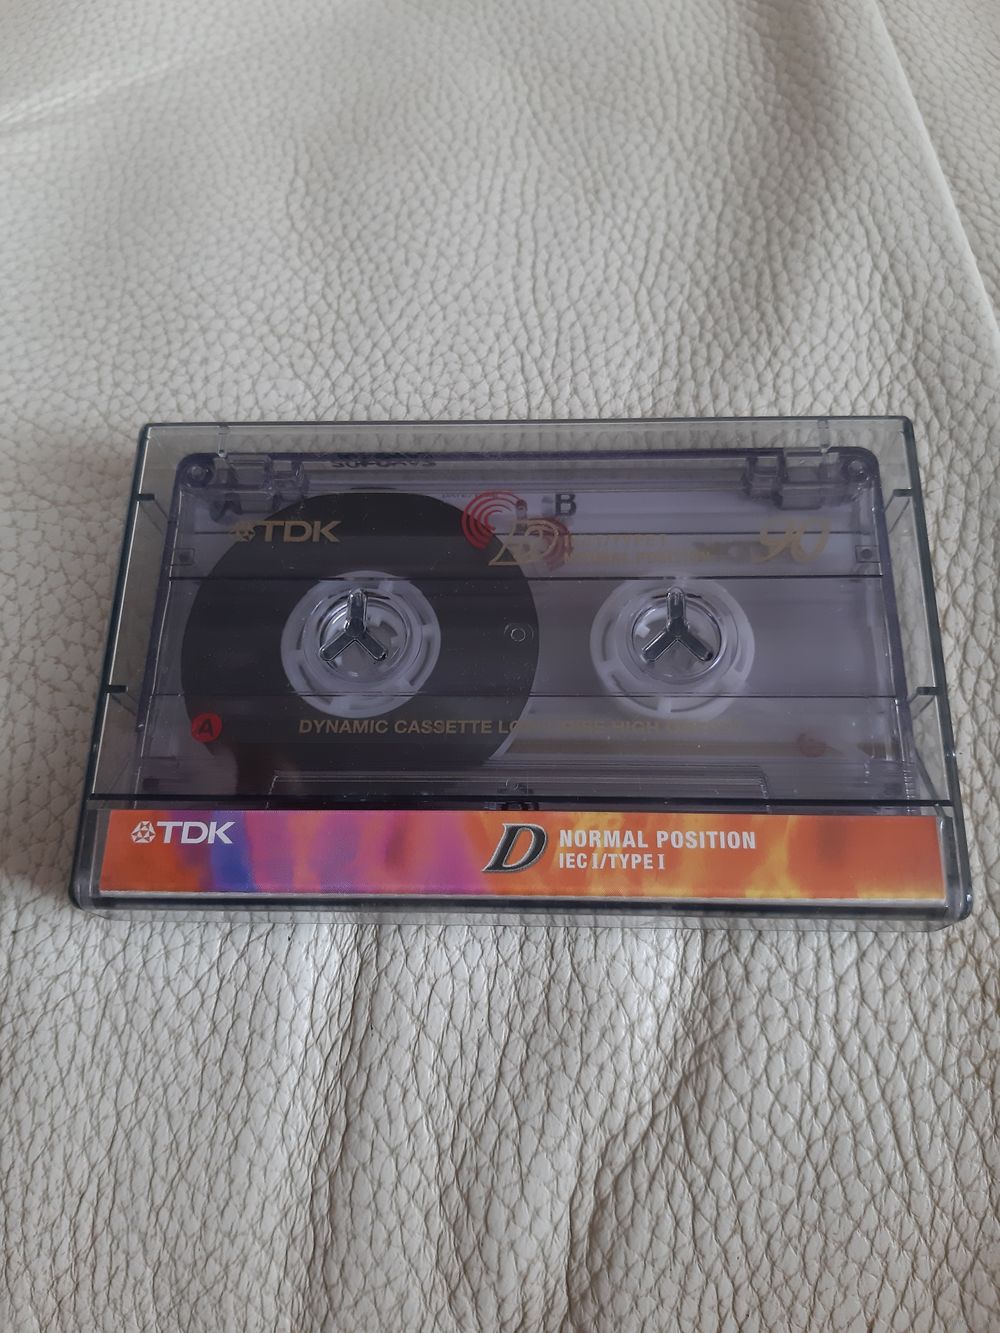 B
TDK
D
90
A
DYNAMIC CASSETTE
TDK
D NORMAL POSITION
IEC I/TYPE I